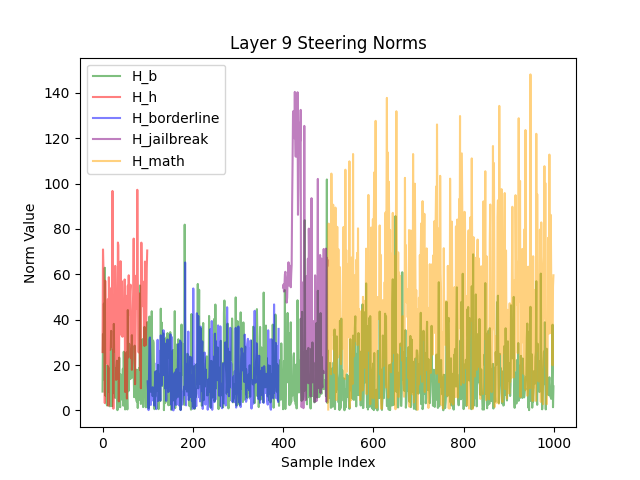 Layer 9 Steering Norms
H_b
H_h
H_borderline
H_jailbreak
H_math
140
120
100
80
60
40
20
0
Norm Value
0 200 400 600 800 1000
Sample Index